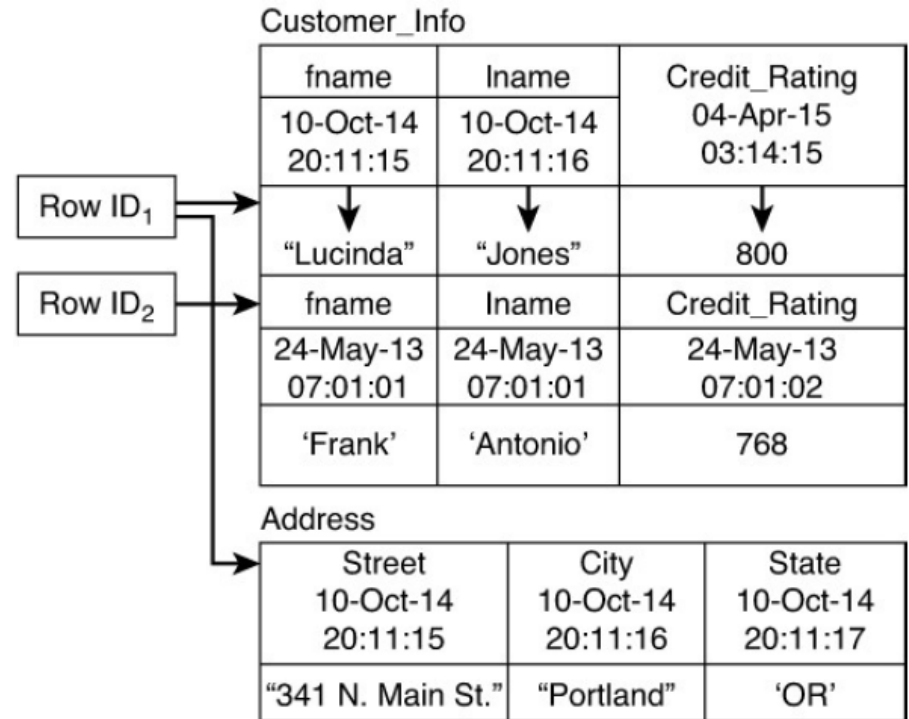 Customer_Info
fname lname Credit_Rating
10-Oct-14 10-Oct-14 04-Apr-15
20:11:15 20:11:16 03:14:15
Row ID₁
“Lucinda” “Jones” 800
Row ID₂
fname lname Credit_Rating
24-May-13 24-May-13 24-May-13
07:01:01 07:01:01 07:01:02
‘Frank’ ‘Antonio’ 768
Address
Street City State
10-Oct-14 10-Oct-14 10-Oct-14
20:11:15 20:11:16 20:11:17
“341 N. Main St.” “Portland” ‘OR’